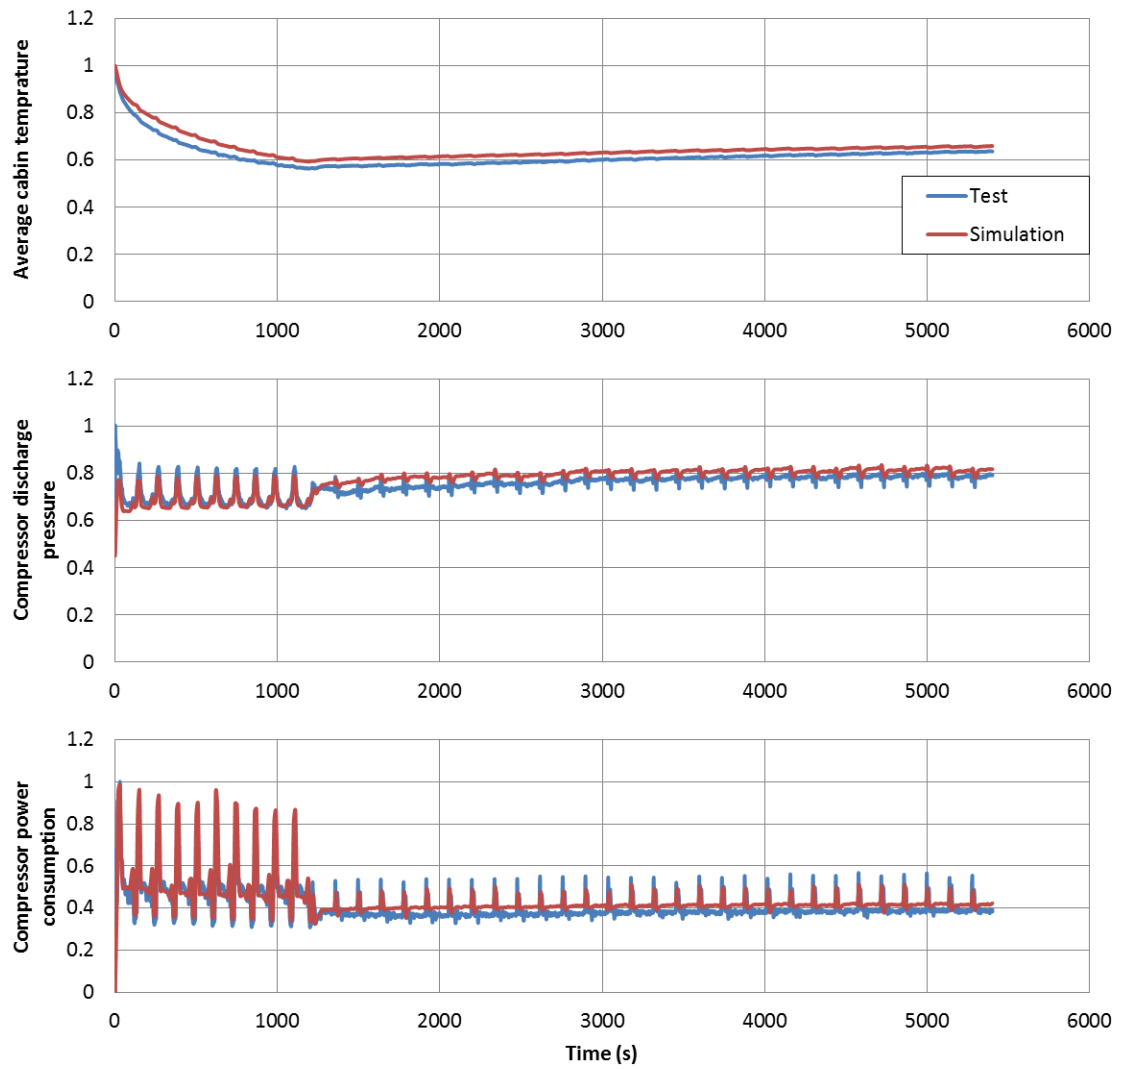 1.2
1
0.8
0.6
0.4
0.2
0
Average cabin temprature
0 1000 2000 3000 4000 5000 6000
Test
Simulation
1.2
1
0.8
0.6
0.4
0.2
0
Compressor discharge
pressure
0 1000 2000 3000 4000 5000 6000
1.2
1
0.8
0.6
0.4
0.2
0
Compressor power
consumption
0 1000 2000 3000 4000 5000 6000
Time (s)